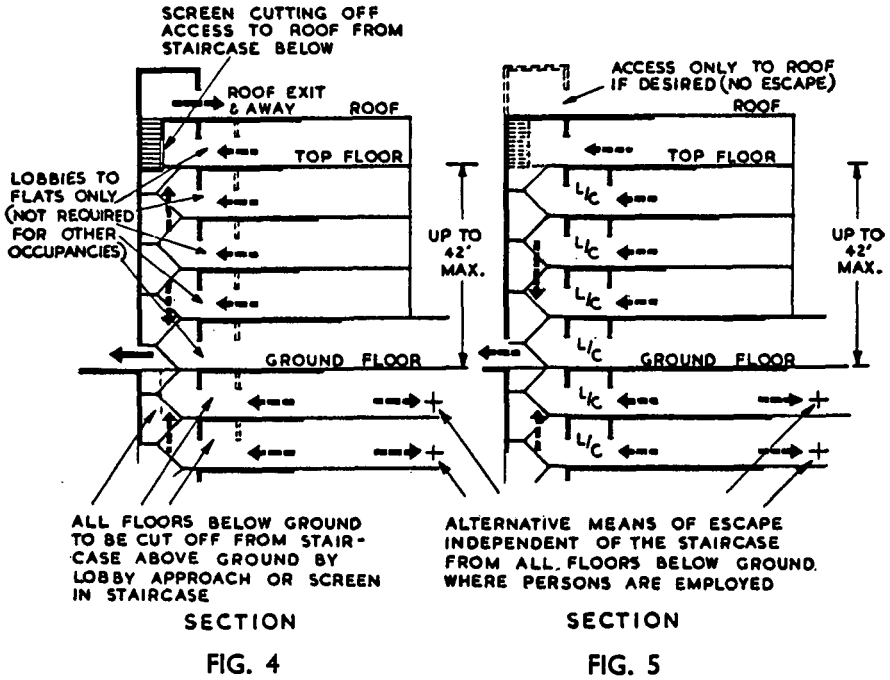 SCREEN CUTTING OFF
ACCESS TO ROOF FROM
STAIRCASE BELOW
ROOF EXIT
& AWAY
ROOF
TOP FLOOR
LOBBIES TO
FLATS ONLY
(NOT REQUIRED
FOR OTHER
OCCUPANCIES)
UP TO
42'
MAX.
GROUND FLOOR
ALL FLOORS BELOW GROUND
TO BE CUT OFF FROM STAIR-
CASE ABOVE GROUND BY
LOBBY APPROACH OR SCREEN
IN STAIRCASE
SECTION
FIG. 4
ACCESS ONLY TO ROOF
IF DESIRED (NO ESCAPE)
ROOF
TOP FLOOR
L/C
L/C
L/C
L/C
UP TO
42'
MAX.
GROUND FLOOR
L/C
L/C
ALTERNATIVE MEANS OF ESCAPE
INDEPENDENT OF THE STAIRCASE
FROM ALL FLOORS BELOW GROUND.
WHERE PERSONS ARE EMPLOYED
SECTION
FIG. 5